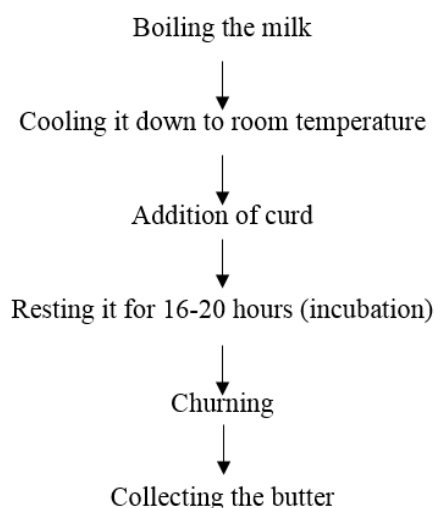 Boiling the milk
Cooling it down to room temperature
Addition of curd
Resting it for 16-20 hours (incubation)
Churning
Collecting the butter